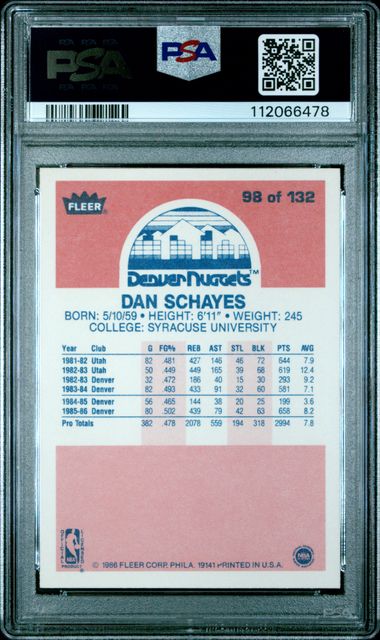 PSA
PSA
PSA
112066478
FLEER
98 of 132
Denver Nuggets™
DAN SCHAYES
BORN: 5/10/59 • HEIGHT: 6'11" • WEIGHT: 245
COLLEGE: SYRACUSE UNIVERSITY
Year Club G FG% REB AST STL BLK PTS AVG
1981-82 Utah 82 .481 427 146 46 72 644 7.9
1982-83 Utah 50 .449 449 165 39 68 619 12.4
1982-83 Denver 32 .472 186 40 15 30 293 9.2
1983-84 Denver 82 .493 433 91 32 60 581 7.1
1984-85 Denver 56 .465 144 38 20 25 199 3.6
1985-86 Denver 80 .502 439 79 42 63 658 8.2
Pro Totals 382 .478 2078 559 194 318 2994 7.8
NBA
© 1986 FLEER CORP. PHILA. 19141 PRINTED IN U.S.A.